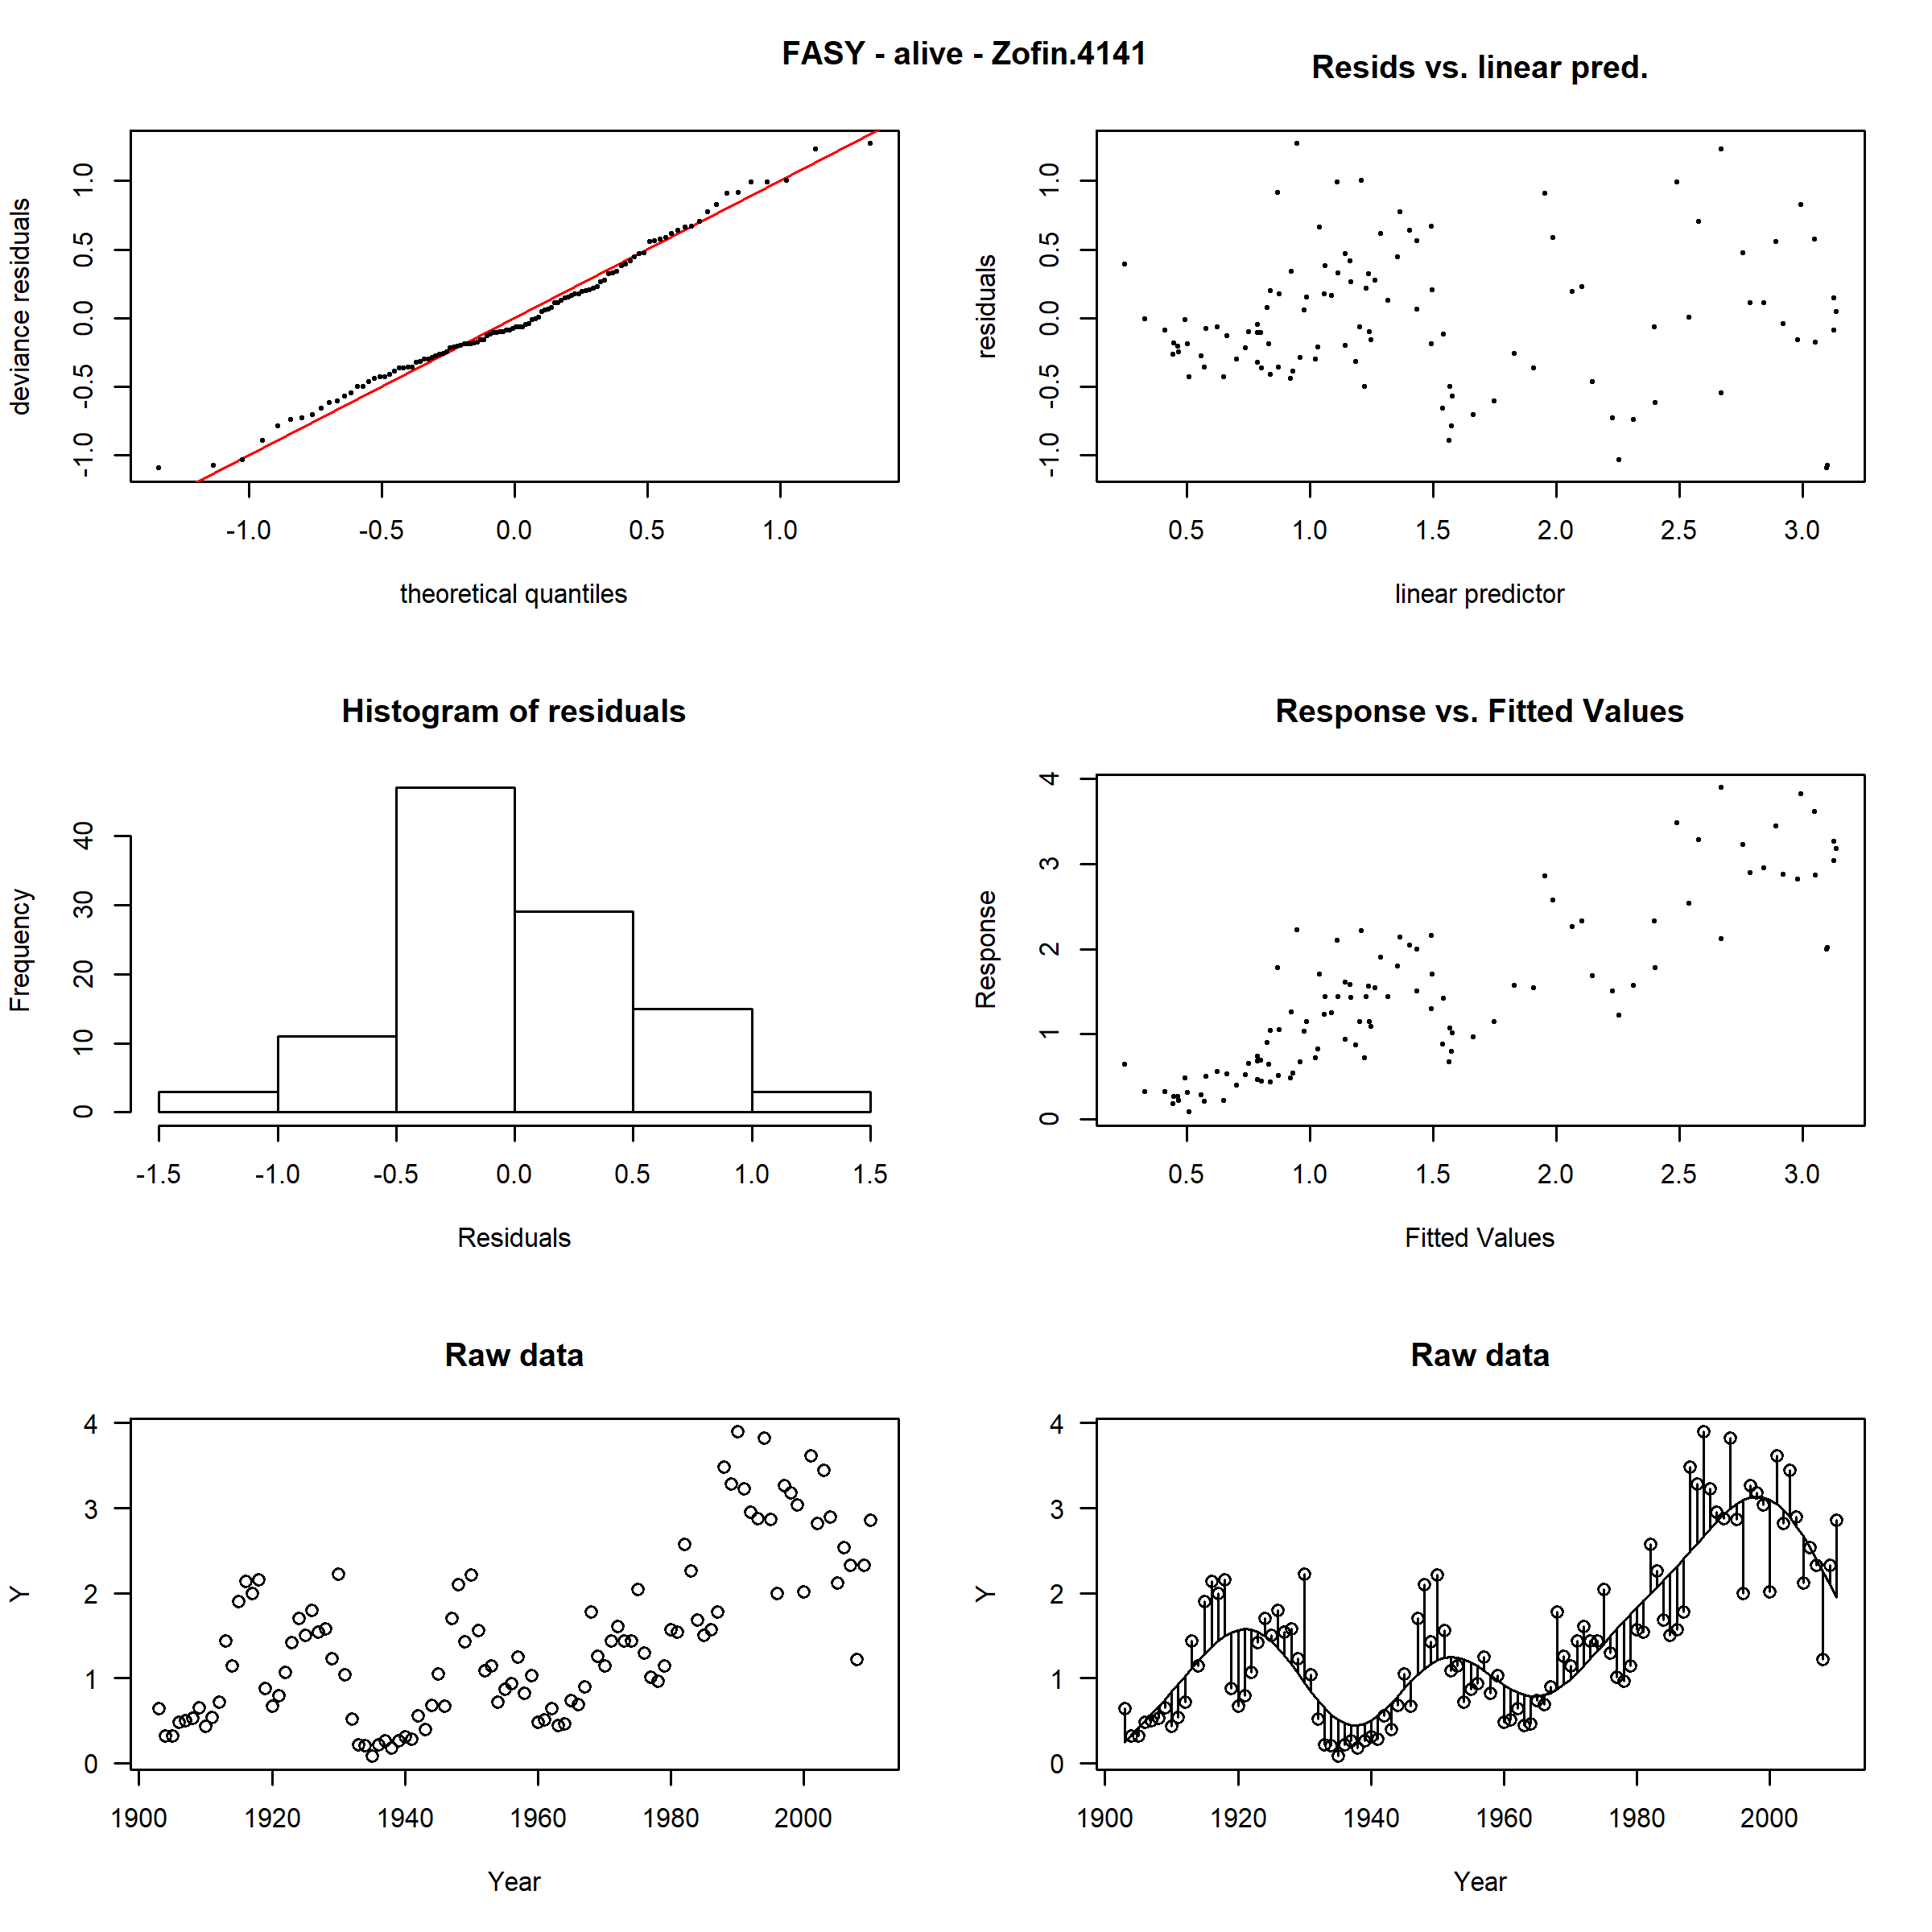 FASY - alive - Zofin.4141
Resids vs. linear pred.
deviance residuals
-1.0 -0.5 0.0 0.5 1.0
-1.0 -0.5 0.0 0.5 1.0
theoretical quantiles
residuals
-1.0 -0.5 0.0 0.5 1.0
0.5 1.0 1.5 2.0 2.5 3.0
linear predictor
Histogram of residuals
Frequency
0 10 20 30 40
-1.5 -1.0 -0.5 0.0 0.5 1.0 1.5
Residuals
Response vs. Fitted Values
Response
0 1 2 3 4
0.5 1.0 1.5 2.0 2.5 3.0
Fitted Values
Raw data
Y
4
3
2
1
0
1900 1920 1940 1960 1980 2000
Year
Raw data
Y
4
3
2
1
0
1900 1920 1940 1960 1980 2000
Year